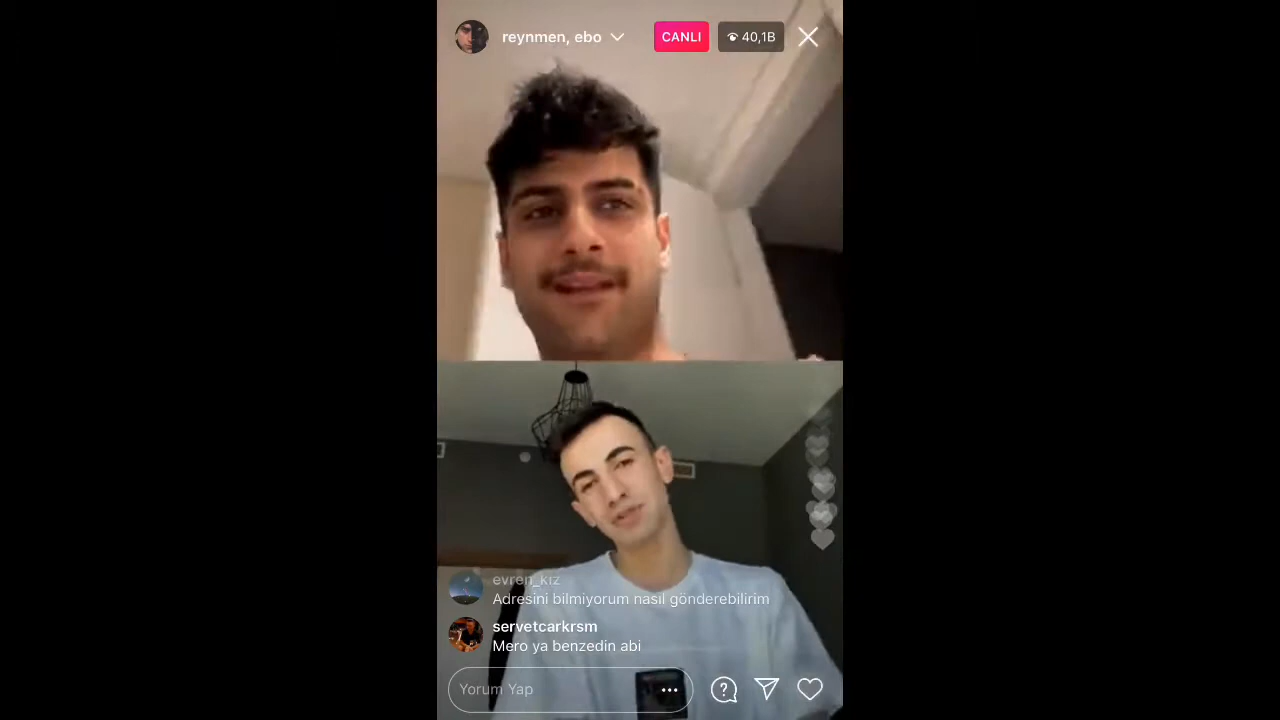 reynmen, ebo
CANLI
40,1B
evren_kız
Adresini bilmiyorum nasıl gönderebilirim
servetcarkrsm
Mero ya benzedin abi
Yorum Yap